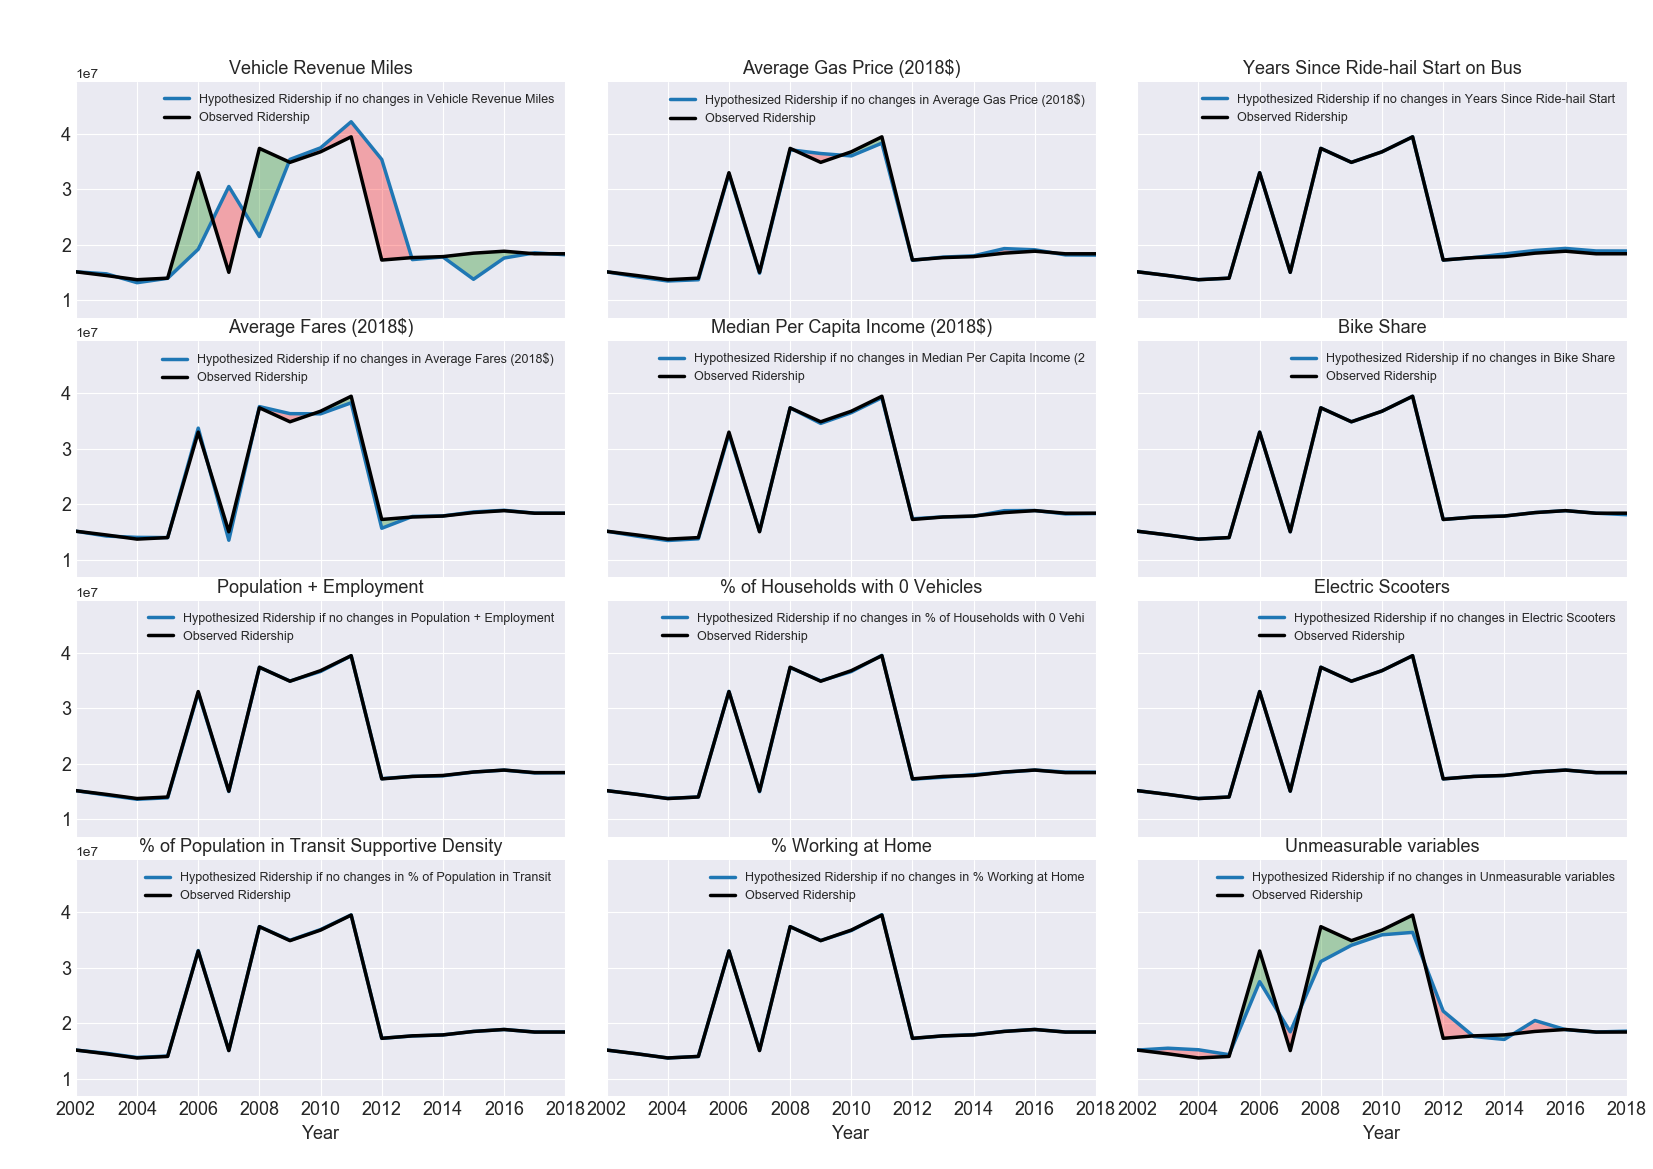 Vehicle Revenue Miles
1e7
Hypothesized Ridership if no changes in Vehicle Revenue Miles
Observed Ridership
4
3
2
1
Average Gas Price (2018$)
Hypothesized Ridership if no changes in Average Gas Price (2018$)
Observed Ridership
Years Since Ride-hail Start on Bus
Hypothesized Ridership if no changes in Years Since Ride-hail Start
Observed Ridership
Average Fares (2018$)
1e7
Hypothesized Ridership if no changes in Average Fares (2018$)
Observed Ridership
4
3
2
1
Median Per Capita Income (2018$)
Hypothesized Ridership if no changes in Median Per Capita Income (2
Observed Ridership
Bike Share
Hypothesized Ridership if no changes in Bike Share
Observed Ridership
Population + Employment
1e7
Hypothesized Ridership if no changes in Population + Employment
Observed Ridership
4
3
2
1
% of Households with 0 Vehicles
Hypothesized Ridership if no changes in % of Households with 0 Vehi
Observed Ridership
Electric Scooters
Hypothesized Ridership if no changes in Electric Scooters
Observed Ridership
% of Population in Transit Supportive Density
1e7
Hypothesized Ridership if no changes in % of Population in Transit
Observed Ridership
4
3
2
1
2002 2004 2006 2008 2010 2012 2014 2016 2018
Year
% Working at Home
Hypothesized Ridership if no changes in % Working at Home
Observed Ridership
2002 2004 2006 2008 2010 2012 2014 2016 2018
Year
Unmeasurable variables
Hypothesized Ridership if no changes in Unmeasurable variables
Observed Ridership
2002 2004 2006 2008 2010 2012 2014 2016 2018
Year